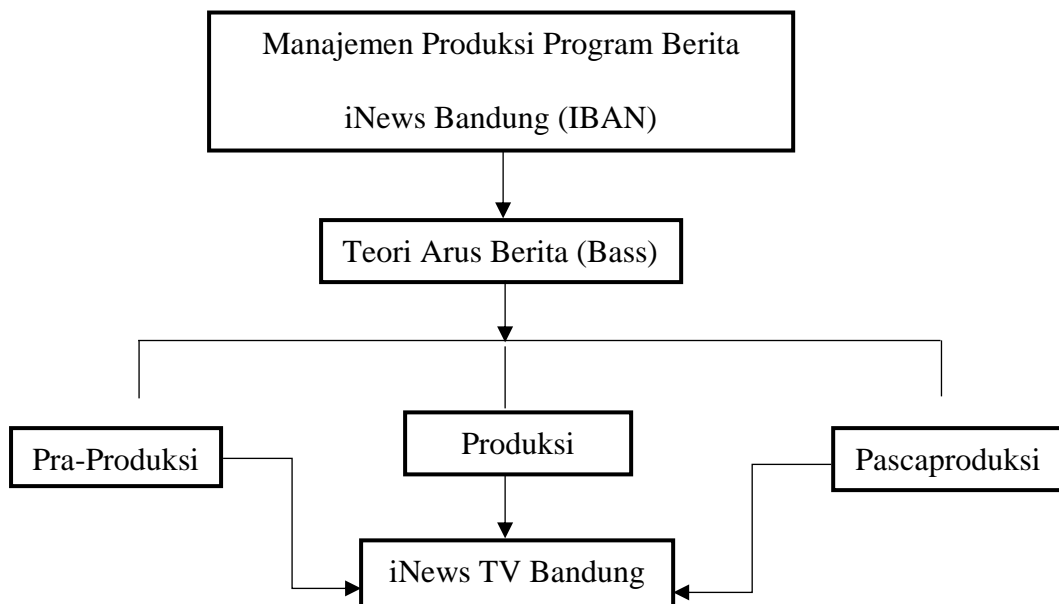 Manajemen Produksi Program Berita
iNews Bandung (IBAN)
Teori Arus Berita (Bass)
Pra-Produksi
Produksi
Pascaproduksi
iNews TV Bandung